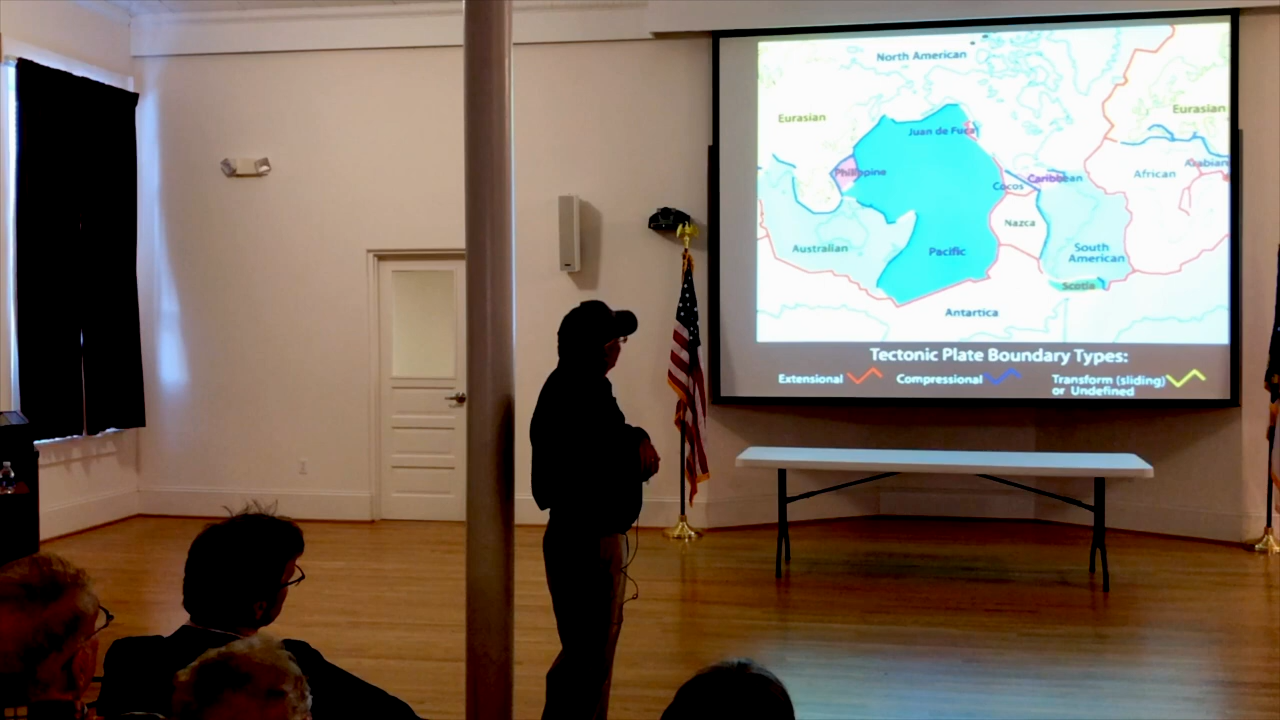 North American
Eurasian
Eurasian
Juan de Fuca
Arabian
Philippine
African
Caribbean
Cocos
Nazca
Australian
Pacific
South
American
Scotia
Antartica
Tectonic Plate Boundary Types:
Extensional Compressional Transform (sliding)
or Undefined